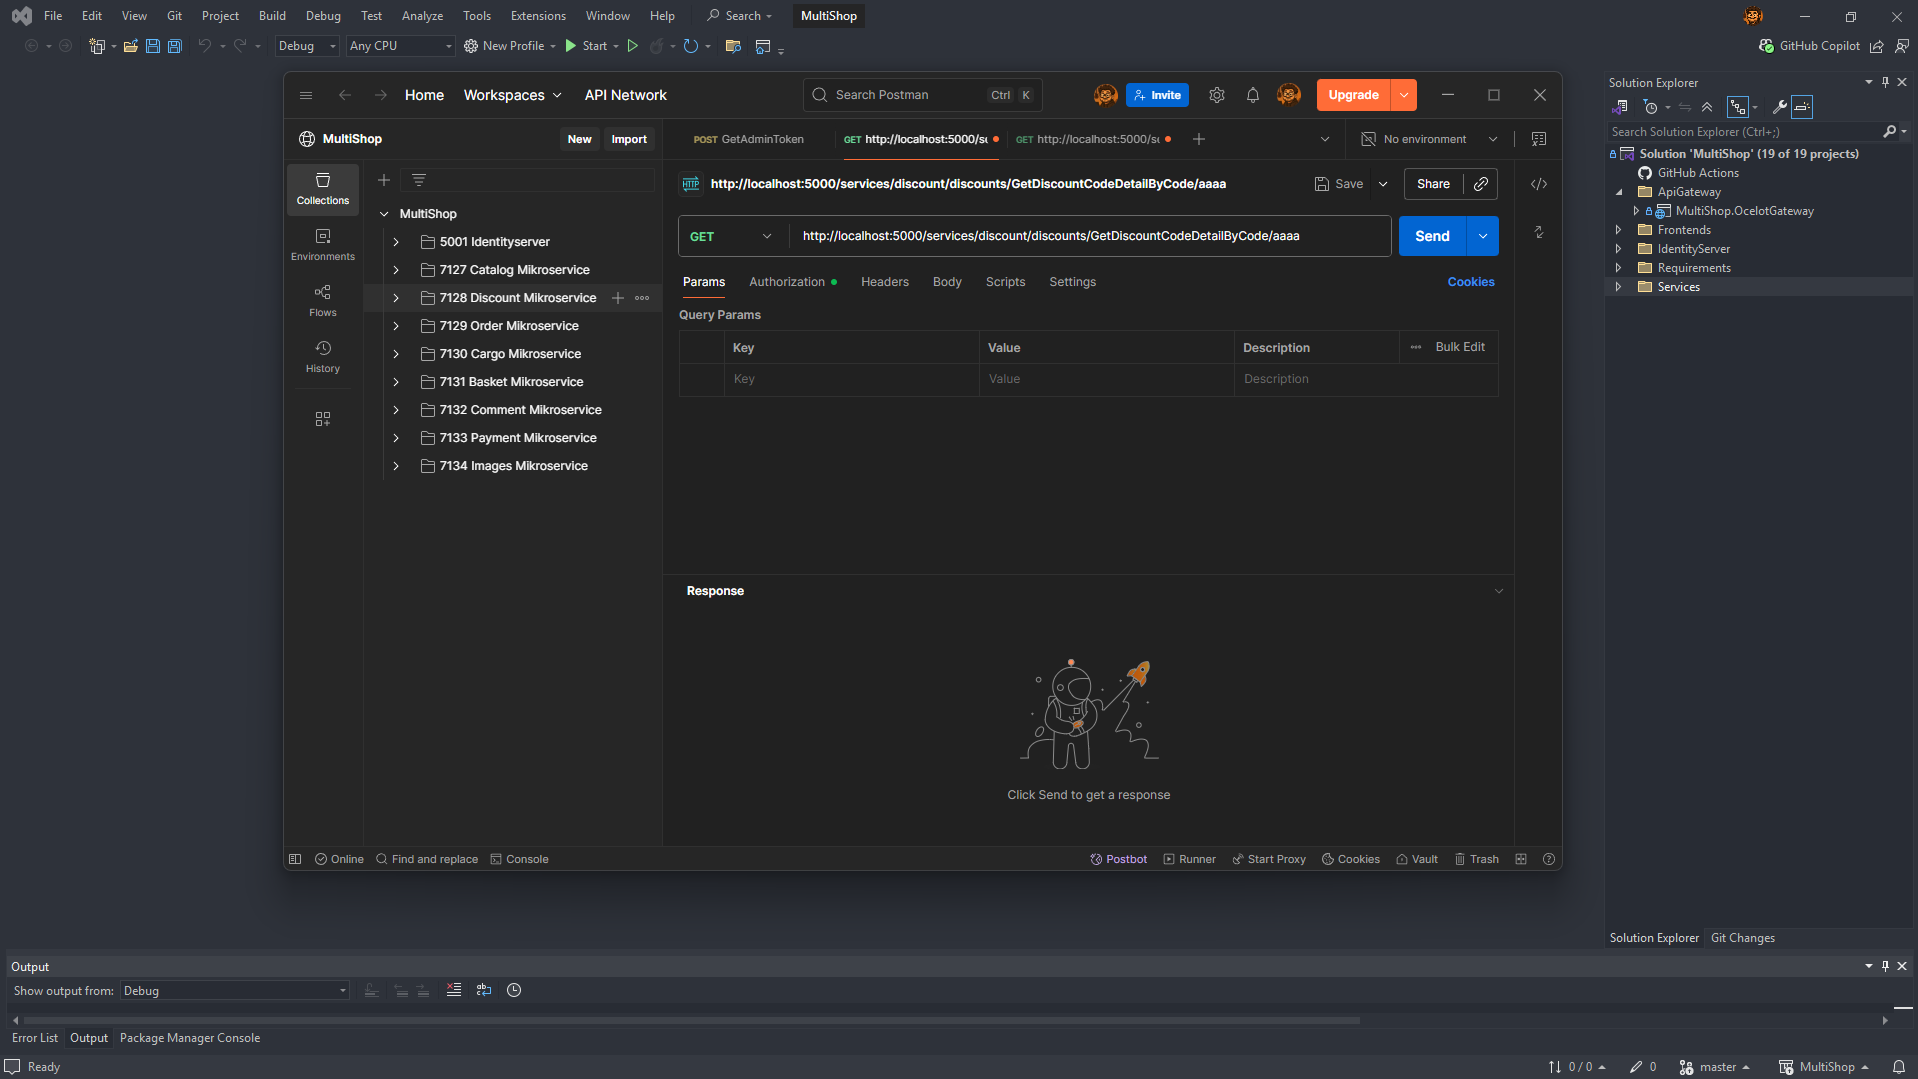 File Edit View Git Project Build Debug Test Analyze Tools Extensions Window Help Search MultiShop
Debug Any CPU New Profile Start GitHub Copilot
Home Workspaces API Network Search Postman Ctrl K Invite Upgrade
MultiShop New Import
POST GetAdminToken GET http://localhost:5000/se GET http://localhost:5000/se No environment
Collections
Environments
Flows
History
MultiShop
5001 Identityserver
7127 Catalog Mikroservice
7128 Discount Mikroservice
7129 Order Mikroservice
7130 Cargo Mikroservice
7131 Basket Mikroservice
7132 Comment Mikroservice
7133 Payment Mikroservice
7134 Images Mikroservice
HTTP http://localhost:5000/services/discount/discounts/GetDiscountCodeDetailByCode/aaaa Save Share
GET http://localhost:5000/services/discount/discounts/GetDiscountCodeDetailByCode/aaaa Send
Params Authorization Headers Body Scripts Settings Cookies
Query Params
Key Value Description Bulk Edit
Key Value Description
Response
Click Send to get a response
Online Find and replace Console Postbot Runner Start Proxy Cookies Vault Trash
Solution Explorer
Search Solution Explorer (Ctrl+;)
Solution 'MultiShop' (19 of 19 projects)
GitHub Actions
ApiGateway
MultiShop.OcelotGateway
Frontends
IdentityServer
Requirements
Services
Solution Explorer Git Changes
Output
Show output from: Debug
Error List Output Package Manager Console
Ready 0 / 0 0 master MultiShop